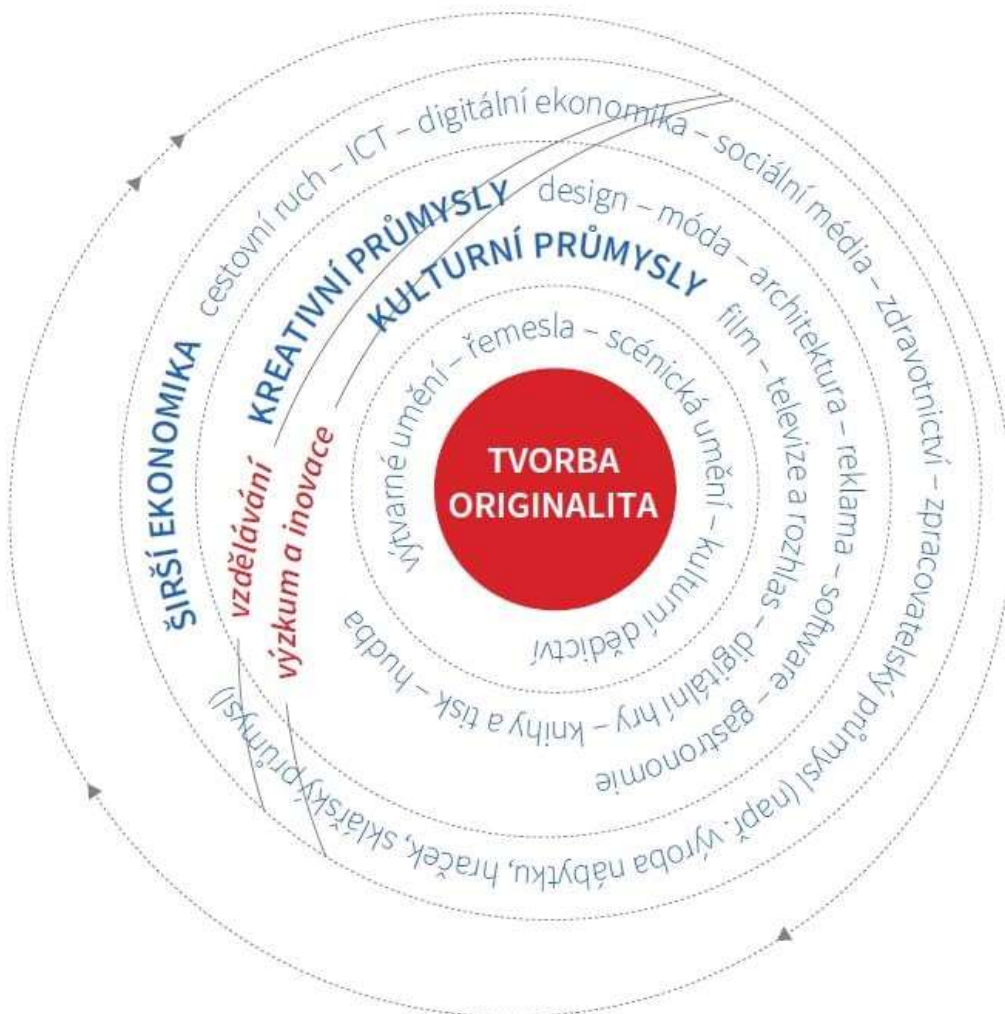 TVORBA
ORIGINALITA
výtvarné umění – řemesla – scénická umění – kulturní dědictví
KULTURNÍ PRŮMYSLY
film – televize a rozhlas – digitální hry – knihy a tisk – hudba
KREATIVNÍ PRŮMYSLY
design – móda – architektura – reklama – software – gastronomie
ŠIRŠÍ EKONOMIKA
cestovní ruch – ICT – digitální ekonomika – sociální média – zdravotnictví – zpracovatelský průmysl (např. výroba nábytku, hraček, sklářský průmysl)
vzdělávání
výzkum a inovace